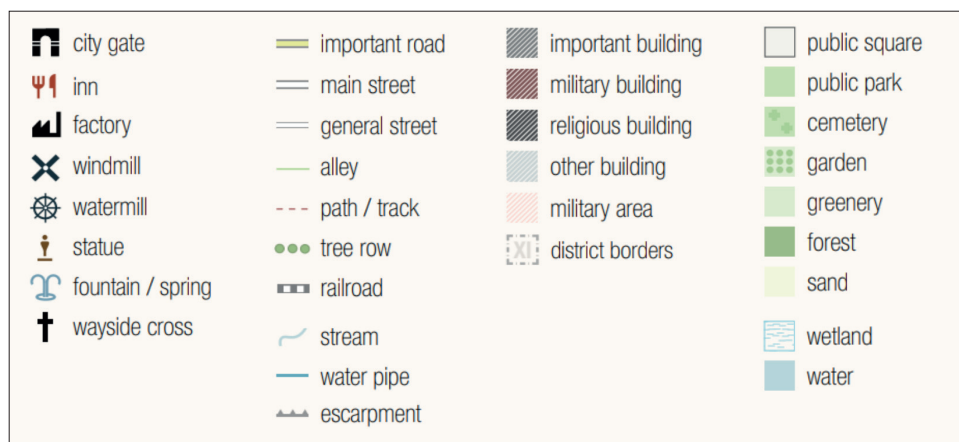 city gate
inn
factory
windmill
watermill
statue
fountain / spring
wayside cross
important road
main street
general street
alley
path / track
tree row
railroad
stream
water pipe
escarpment
important building
military building
religious building
other building
military area
XI district borders
public square
public park
cemetery
garden
greenery
forest
sand
wetland
water